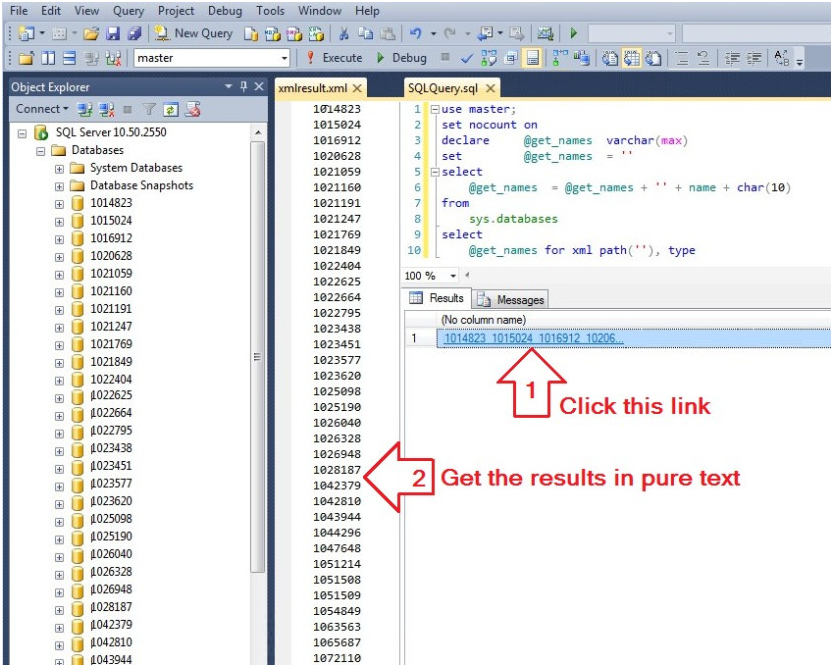 File Edit View Query Project Debug Tools Window Help
New Query
master Execute Debug
Object Explorer
Connect
SQL Server 10.50.2550
Databases
System Databases
Database Snapshots
1014823
1015024
1016912
1020628
1021059
1021160
1021191
1021247
1021769
1021849
1022404
1022625
1022664
1022795
1023438
1023451
1023577
1023620
1025098
1025190
1026040
1026328
1026948
1028187
1042379
1042810
1043944
xmlresult.xml
1014823
1015024
1016912
1020628
1021059
1021160
1021191
1021247
1021769
1021849
1022404
1022625
1022664
1022795
1023438
1023451
1023577
1023620
1025098
1025190
1026040
1026328
1026948
1028187
1042379
1042810
1043944
1044296
1047648
1051214
1051508
1051509
1054849
1063563
1065687
1072110
SQLQuery.sql
1 use master;
2 set nocount on
3 declare @get_names varchar(max)
4 set @get_names = ''
5 select
6 @get_names = @get_names + '' + name + char(10)
7 from
8 sys.databases
9 select
10 @get_names for xml path(''), type
100 %
Results Messages
(No column name)
1 1014823 1015024 1016912 10206...
1 Click this link
2 Get the results in pure text